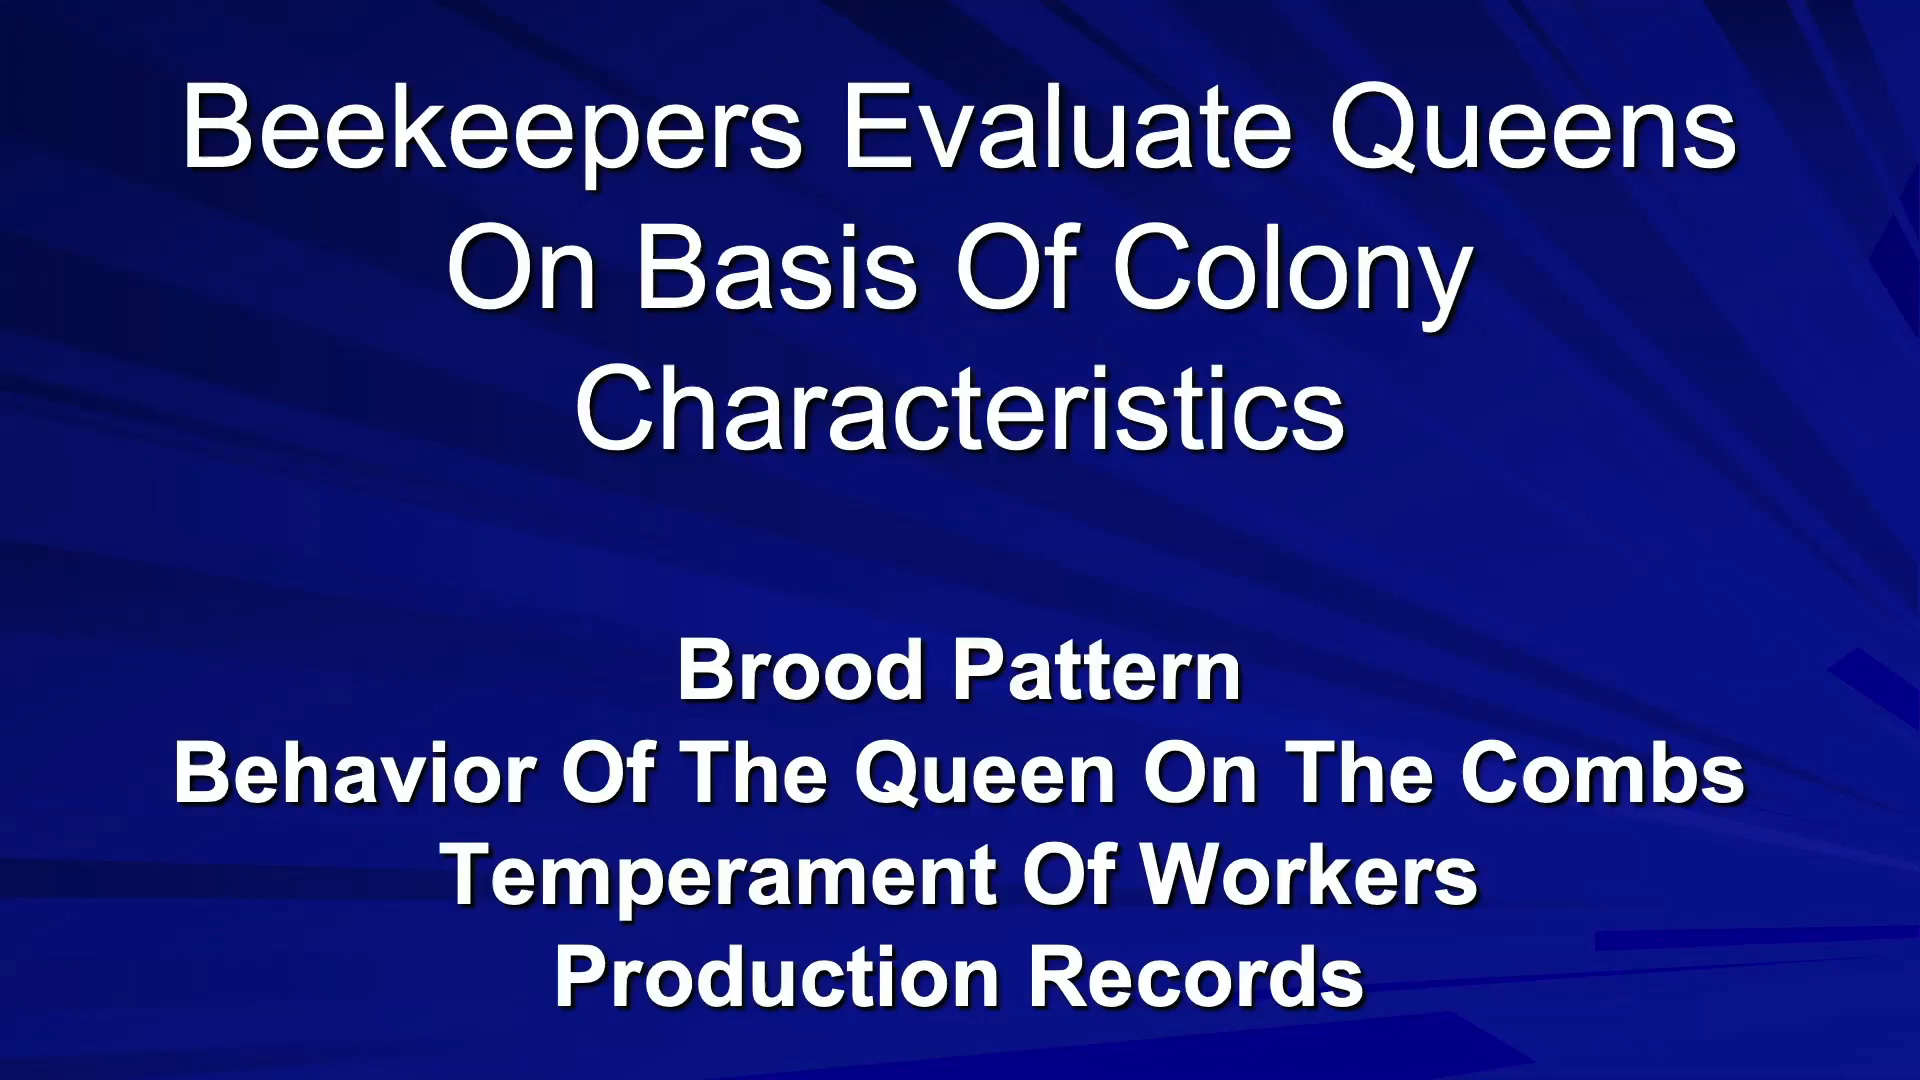 Beekeepers Evaluate Queens
On Basis Of Colony
Characteristics
Brood Pattern
Behavior Of The Queen On The Combs
Temperament Of Workers
Production Records